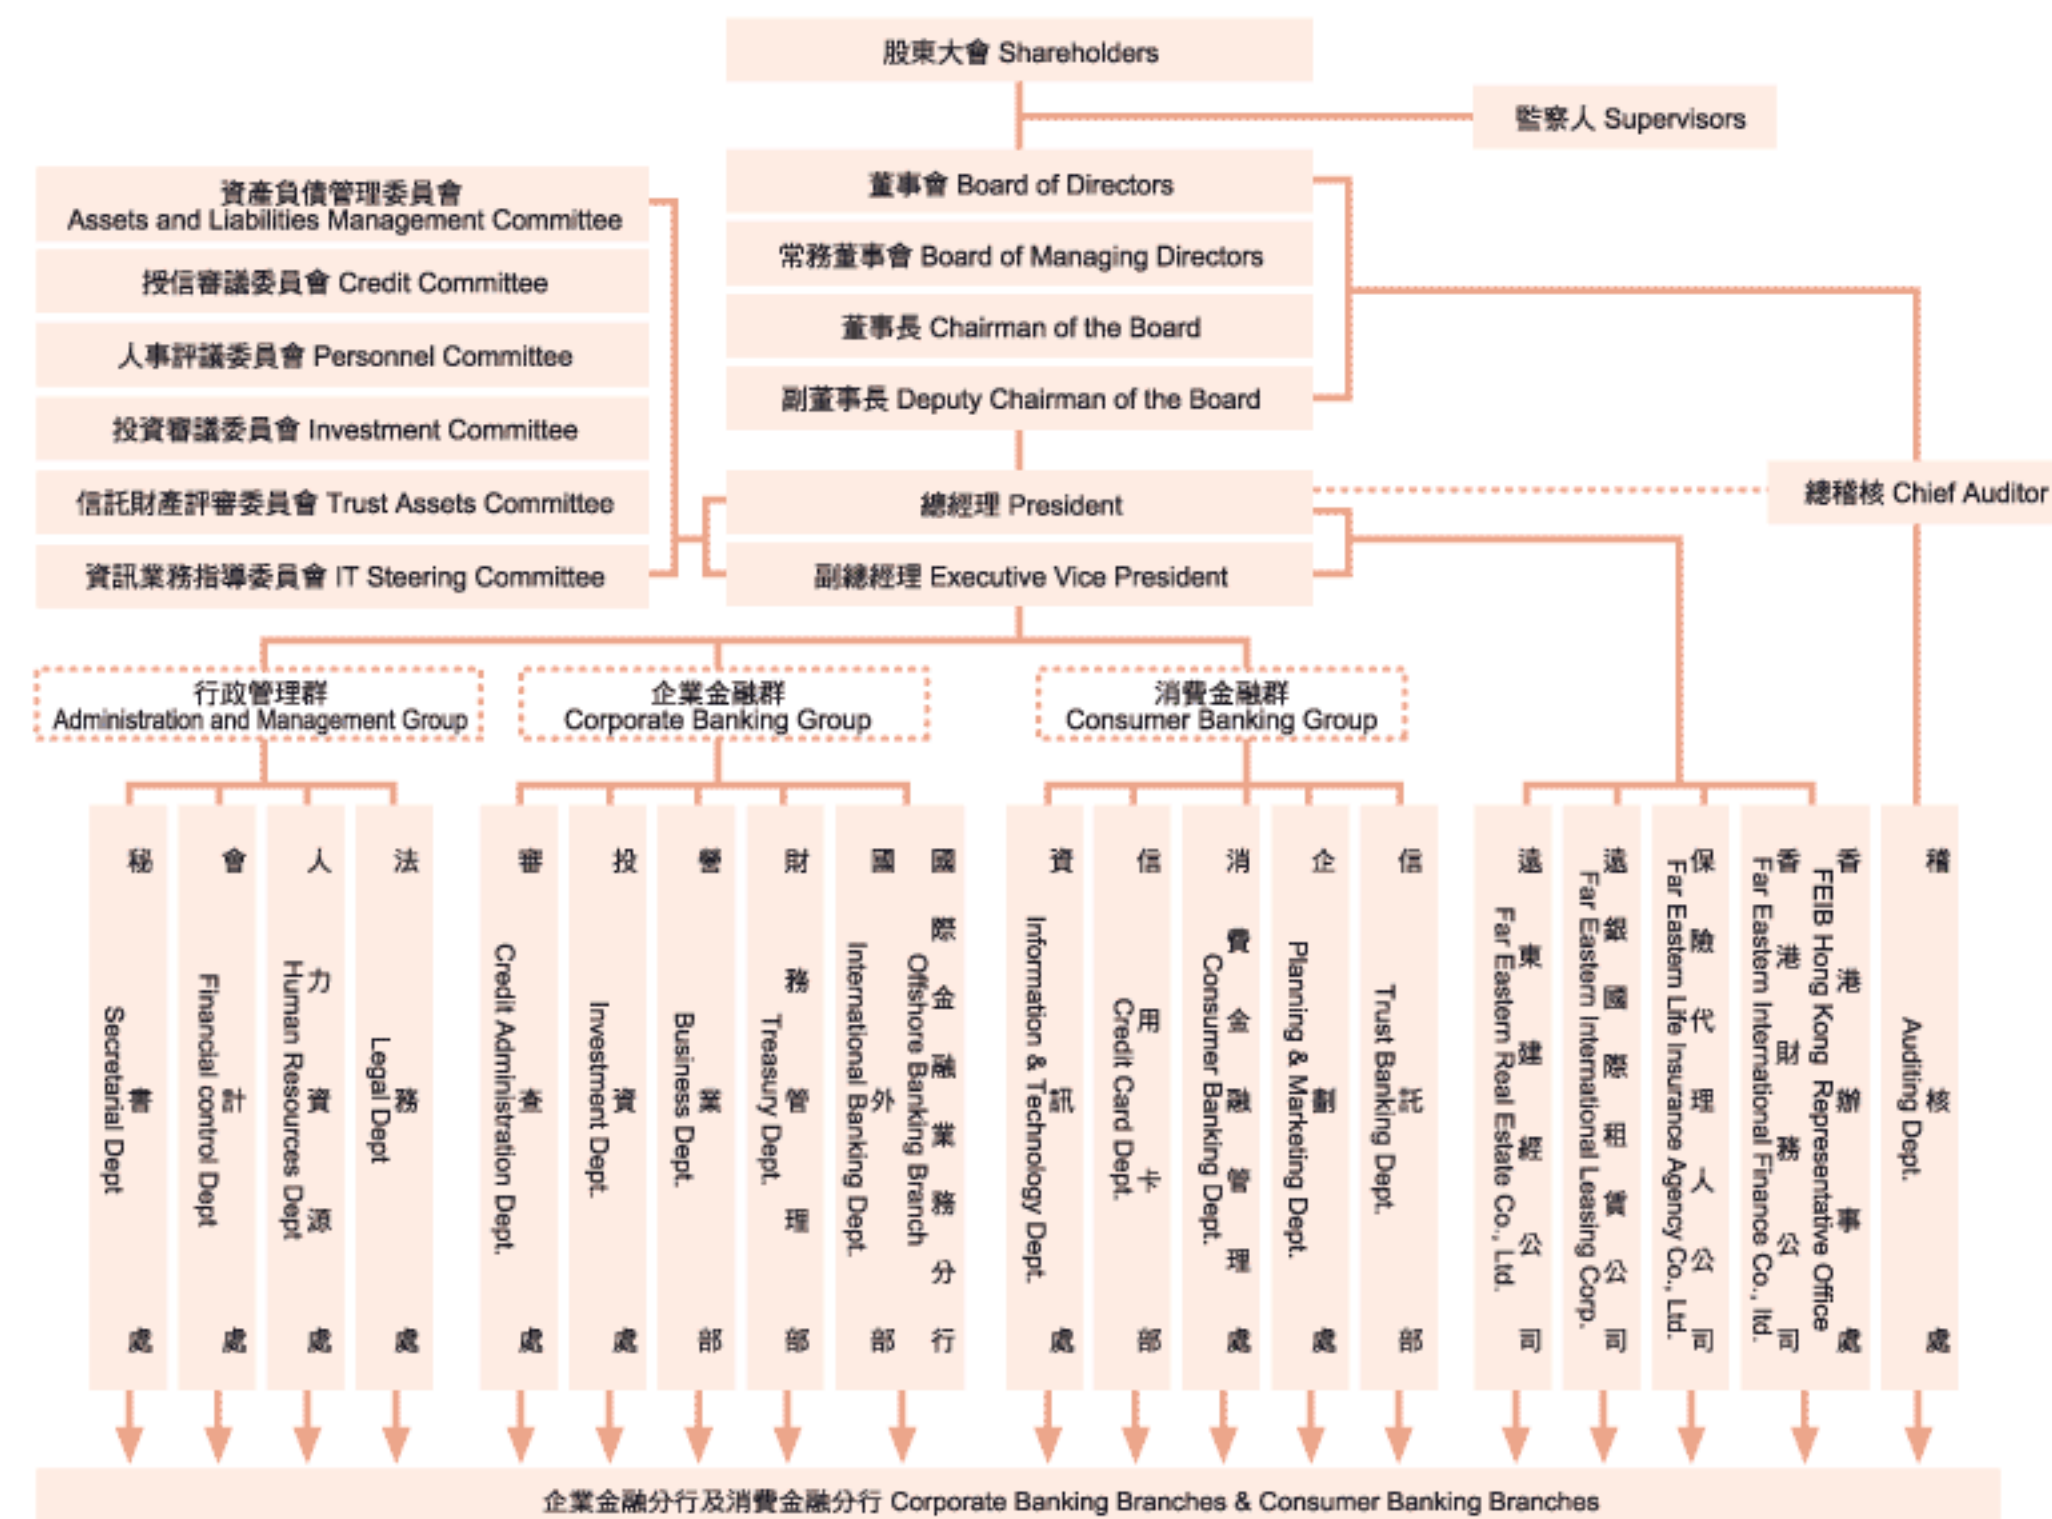 股東大會 Shareholders
監察人 Supervisors
董事會 Board of Directors
常務董事會 Board of Managing Directors
董事長 Chairman of the Board
副董事長 Deputy Chairman of the Board
資產負債管理委員會
Assets and Liabilities Management Committee
授信審議委員會 Credit Committee
人事評議委員會 Personnel Committee
投資審議委員會 Investment Committee
信託財產評審委員會 Trust Assets Committee
資訊業務指導委員會 IT Steering Committee
總經理 President
副總經理 Executive Vice President
總稽核 Chief Auditor
行政管理群
Administration and Management Group
企業金融群
Corporate Banking Group
消費金融群
Consumer Banking Group
秘書處
Secretarial Dept
會計處
Financial control Dept
人力資源處
Human Resources Dept
法務處
Legal Dept
審查處
Credit Administration Dept.
投資處
Investment Dept.
營業部
Business Dept.
財務管理部
Treasury Dept.
國外部
International Banking Dept.
國際金融業務分行
Offshore Banking Branch
資訊處
Information & Technology Dept.
信用卡部
Credit Card Dept.
消費金融管理處
Consumer Banking Dept.
企劃處
Planning & Marketing Dept.
信託部
Trust Banking Dept.
遠東建經公司
Far Eastern Real Estate Co., Ltd.
遠銀國際租賃公司
Far Eastern International Leasing Corp.
保險代理人公司
Far Eastern Life Insurance Agency Co., Ltd.
香港財務公司
Far Eastern International Finance Co., ltd.
香港辦事處
FEIB Hong Kong Representative Office
稽核處
Auditing Dept.
企業金融分行及消費金融分行 Corporate Banking Branches & Consumer Banking Branches